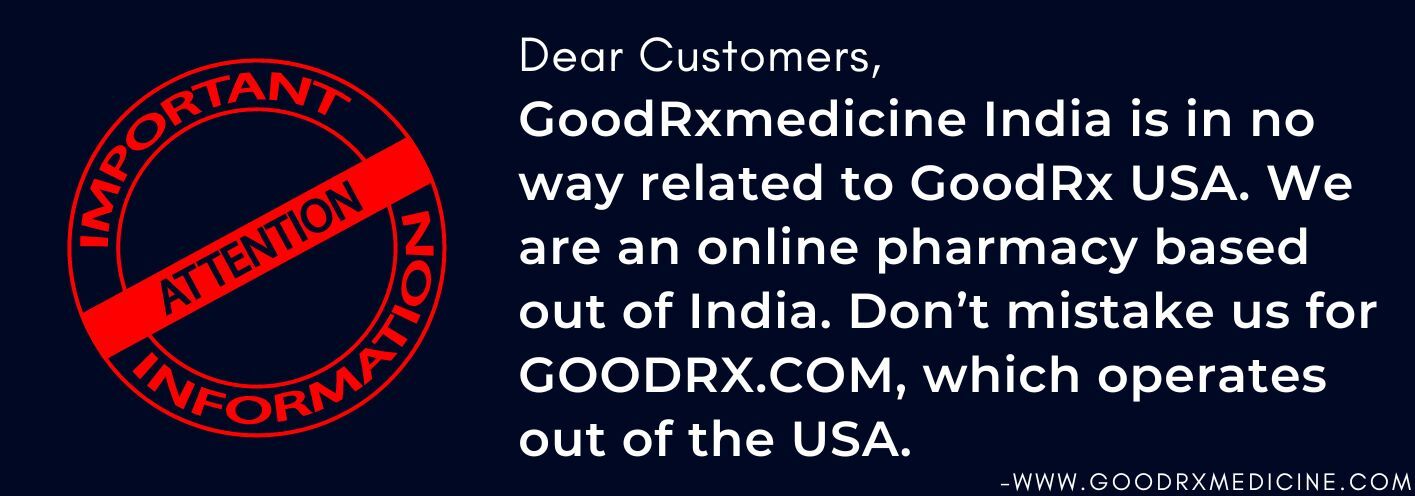 IMPORTANT
ATTENTION
INFORMATION
Dear Customers,
GoodRxmedicine India is in no
way related to GoodRx USA. We
are an online pharmacy based
out of India. Don’t mistake us for
GOODRX.COM, which operates
out of the USA.
-WWW.GOODRXMEDICINE.COM